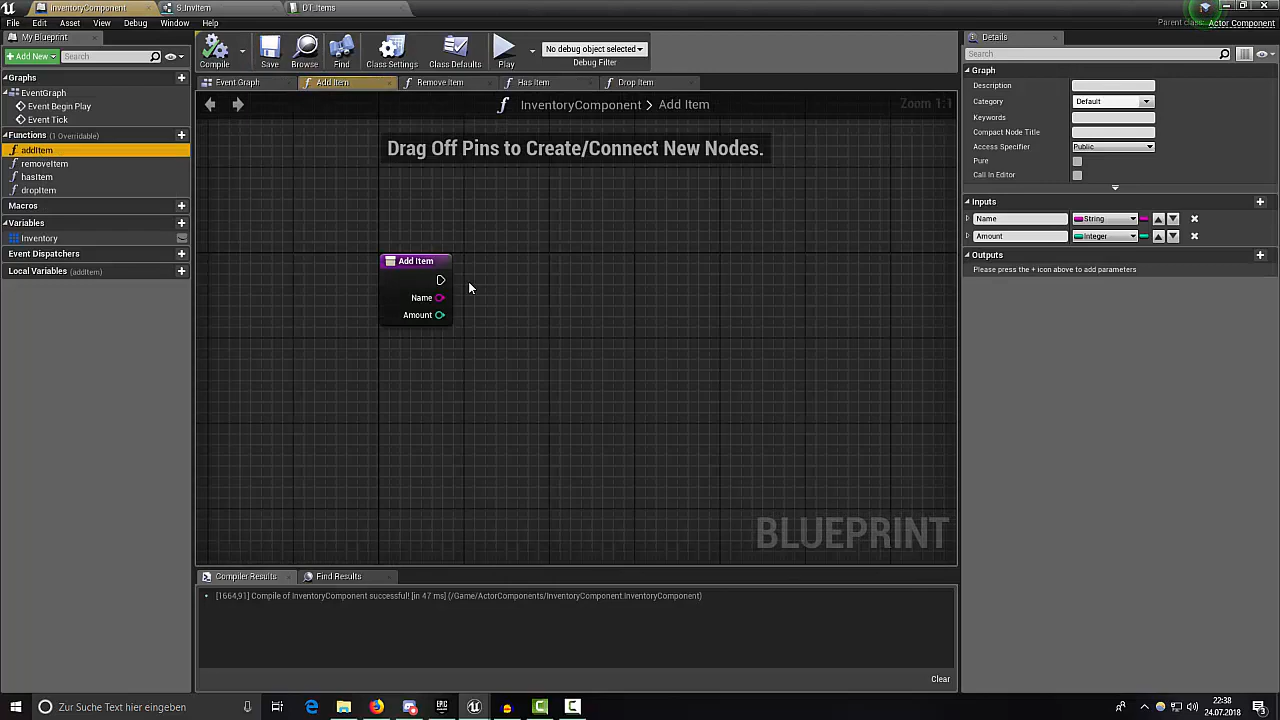 InventoryComponent
S_InvItem
DT_Items
File Edit Asset View Debug Window Help
Parent class: Actor Component
My Blueprint
Add New
Search
Graphs
EventGraph
Event Begin Play
Event Tick
Functions (1 Overridable)
addItem
removeItem
hasItem
dropItem
Macros
Variables
Inventory
Event Dispatchers
Local Variables (addItem)
Compile
Save
Browse
Find
Class Settings
Class Defaults
Play
No debug object selected
Debug Filter
Event Graph
Add Item
Remove Item
Has Item
Drop Item
InventoryComponent > Add Item
Zoom 1:1
Drag Off Pins to Create/Connect New Nodes.
Add Item
Name
Amount
BLUEPRINT
Compiler Results
Find Results
[1664,91] Compile of InventoryComponent successful! [in 47 ms] (/Game/ActorComponents/InventoryComponent.InventoryComponent)
Clear
Details
Search
Graph
Description
Category Default
Keywords
Compact Node Title
Access Specifier Public
Pure
Call In Editor
Inputs
Name String
Amount Integer
Outputs
Please press the + icon above to add parameters
Zur Suche Text hier eingeben
22:38
24.07.2018